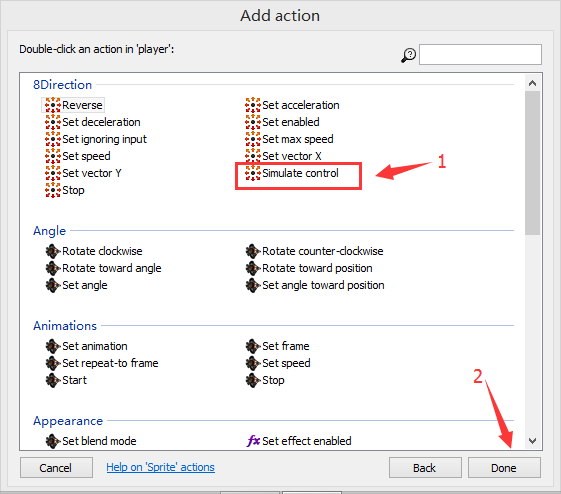 Add action
Double-click an action in 'player':
8Direction
Reverse
Set acceleration
Set deceleration
Set enabled
Set ignoring input
Set max speed
Set speed
Set vector X
Set vector Y
Simulate control
Stop
1
Angle
Rotate clockwise
Rotate counter-clockwise
Rotate toward angle
Rotate toward position
Set angle
Set angle toward position
Animations
Set animation
Set frame
Set repeat-to frame
Set speed
Start
Stop
2
Appearance
Set blend mode
fx Set effect enabled
Cancel
Help on 'Sprite' actions
Back
Done